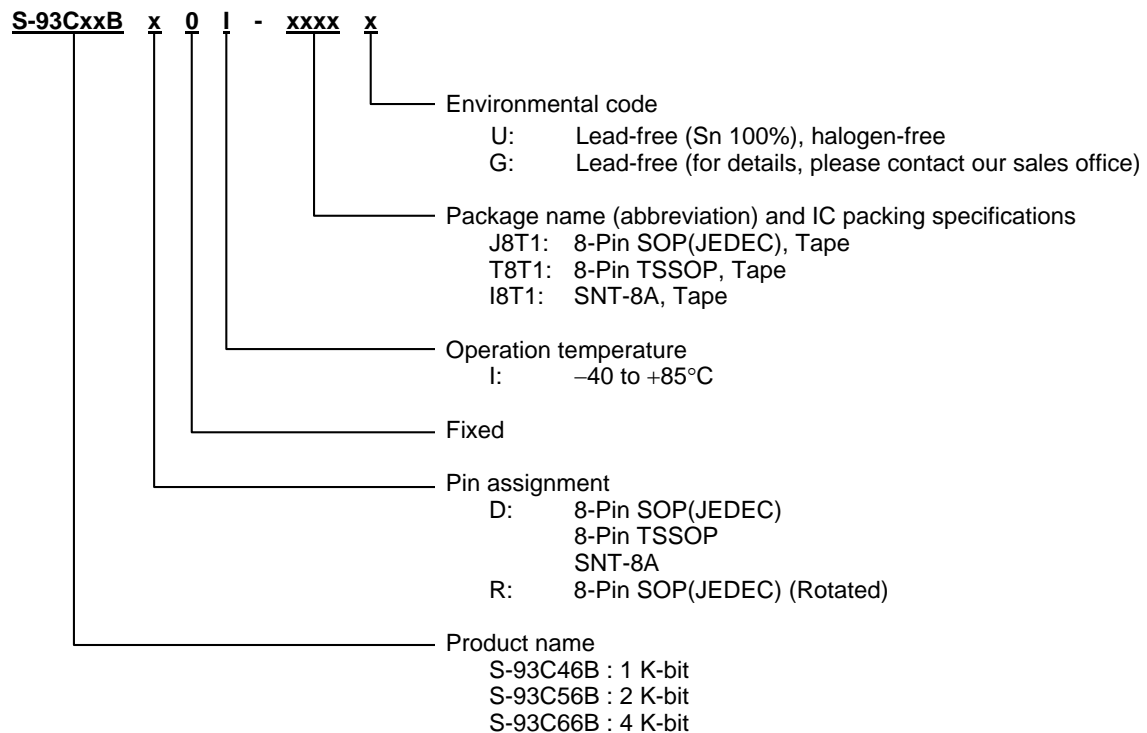 S-93CxxB x 0 I - xxxx x
Environmental code
U: Lead-free (Sn 100%), halogen-free
G: Lead-free (for details, please contact our sales office)
Package name (abbreviation) and IC packing specifications
J8T1: 8-Pin SOP(JEDEC), Tape
T8T1: 8-Pin TSSOP, Tape
I8T1: SNT-8A, Tape
Operation temperature
I: −40 to +85°C
Fixed
Pin assignment
D: 8-Pin SOP(JEDEC)
8-Pin TSSOP
SNT-8A
R: 8-Pin SOP(JEDEC) (Rotated)
Product name
S-93C46B : 1 K-bit
S-93C56B : 2 K-bit
S-93C66B : 4 K-bit